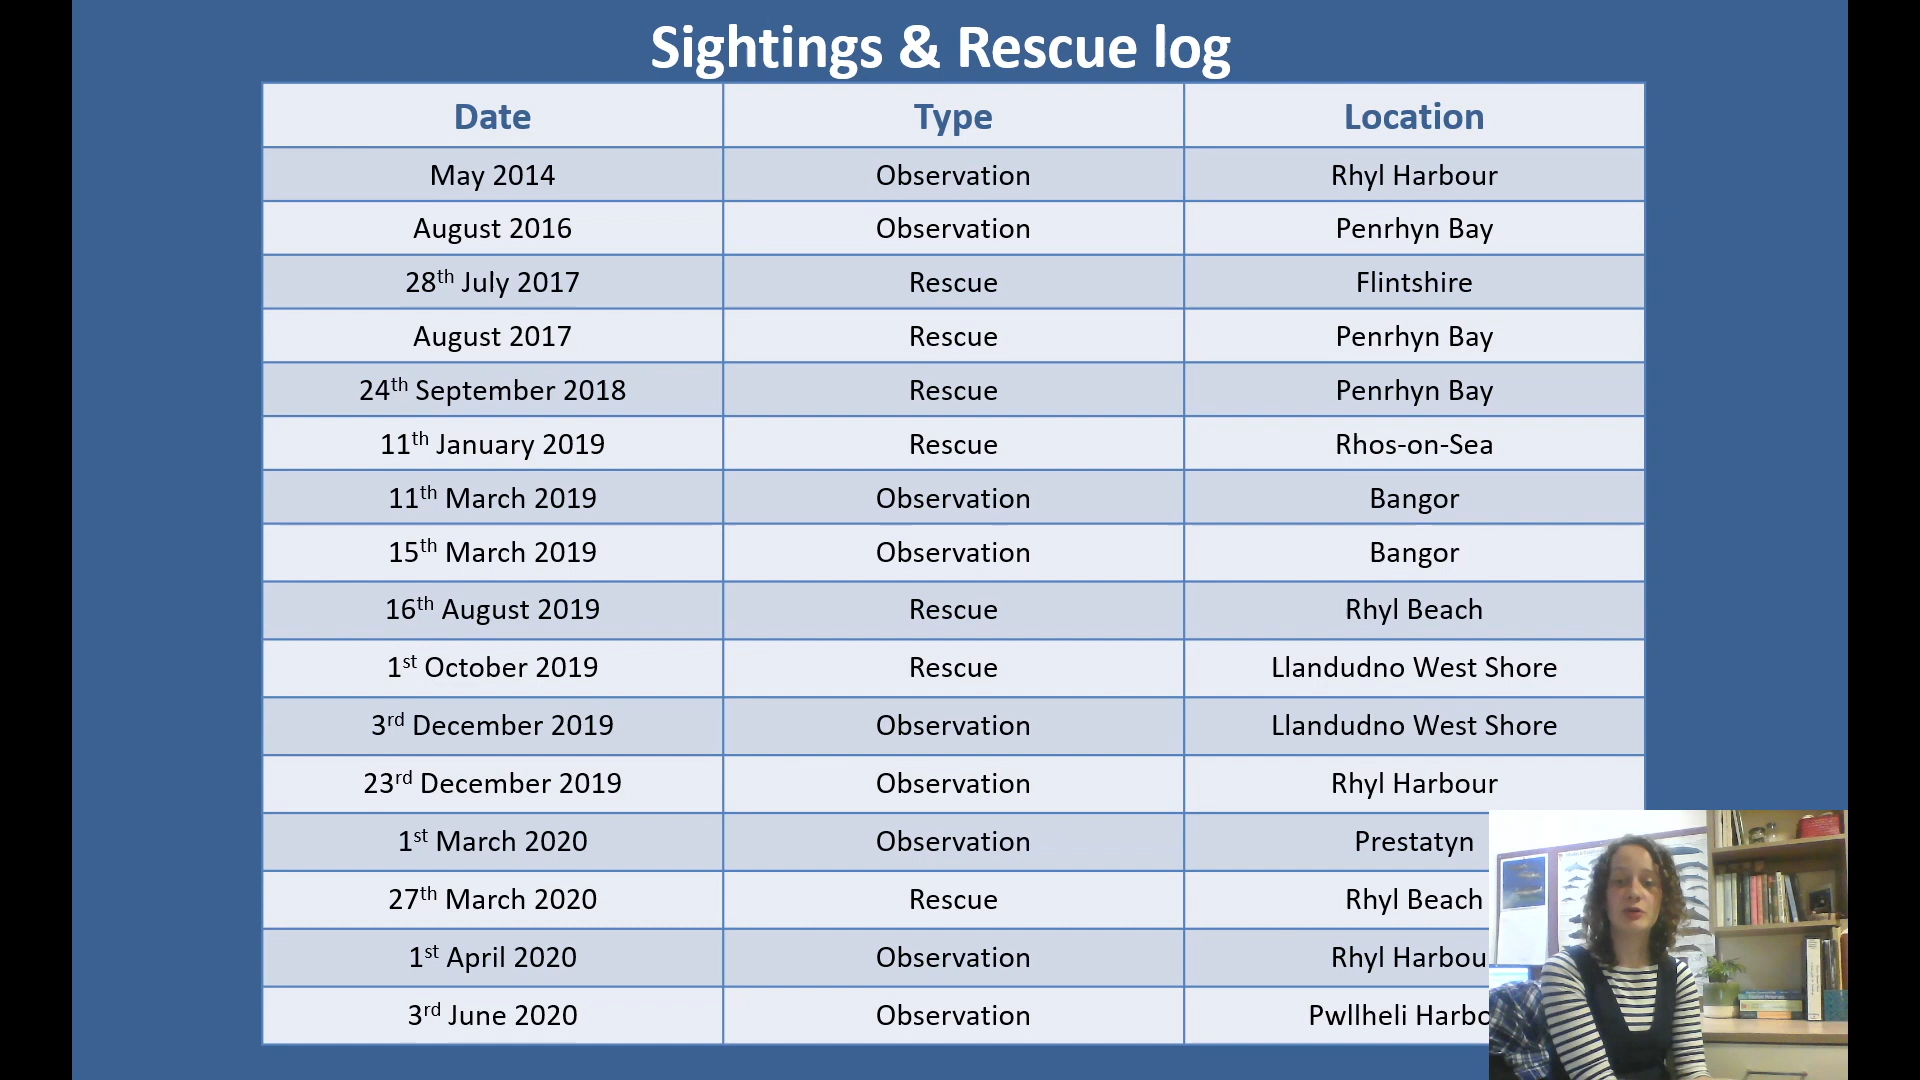 Sightings & Rescue log
Date Type Location
May 2014 Observation Rhyl Harbour
August 2016 Observation Penrhyn Bay
28th July 2017 Rescue Flintshire
August 2017 Rescue Penrhyn Bay
24th September 2018 Rescue Penrhyn Bay
11th January 2019 Rescue Rhos-on-Sea
11th March 2019 Observation Bangor
15th March 2019 Observation Bangor
16th August 2019 Rescue Rhyl Beach
1st October 2019 Rescue Llandudno West Shore
3rd December 2019 Observation Llandudno West Shore
23rd December 2019 Observation Rhyl Harbour
1st March 2020 Observation Prestatyn
27th March 2020 Rescue Rhyl Beach
1st April 2020 Observation Rhyl Harbou
3rd June 2020 Observation Pwllheli Harbo